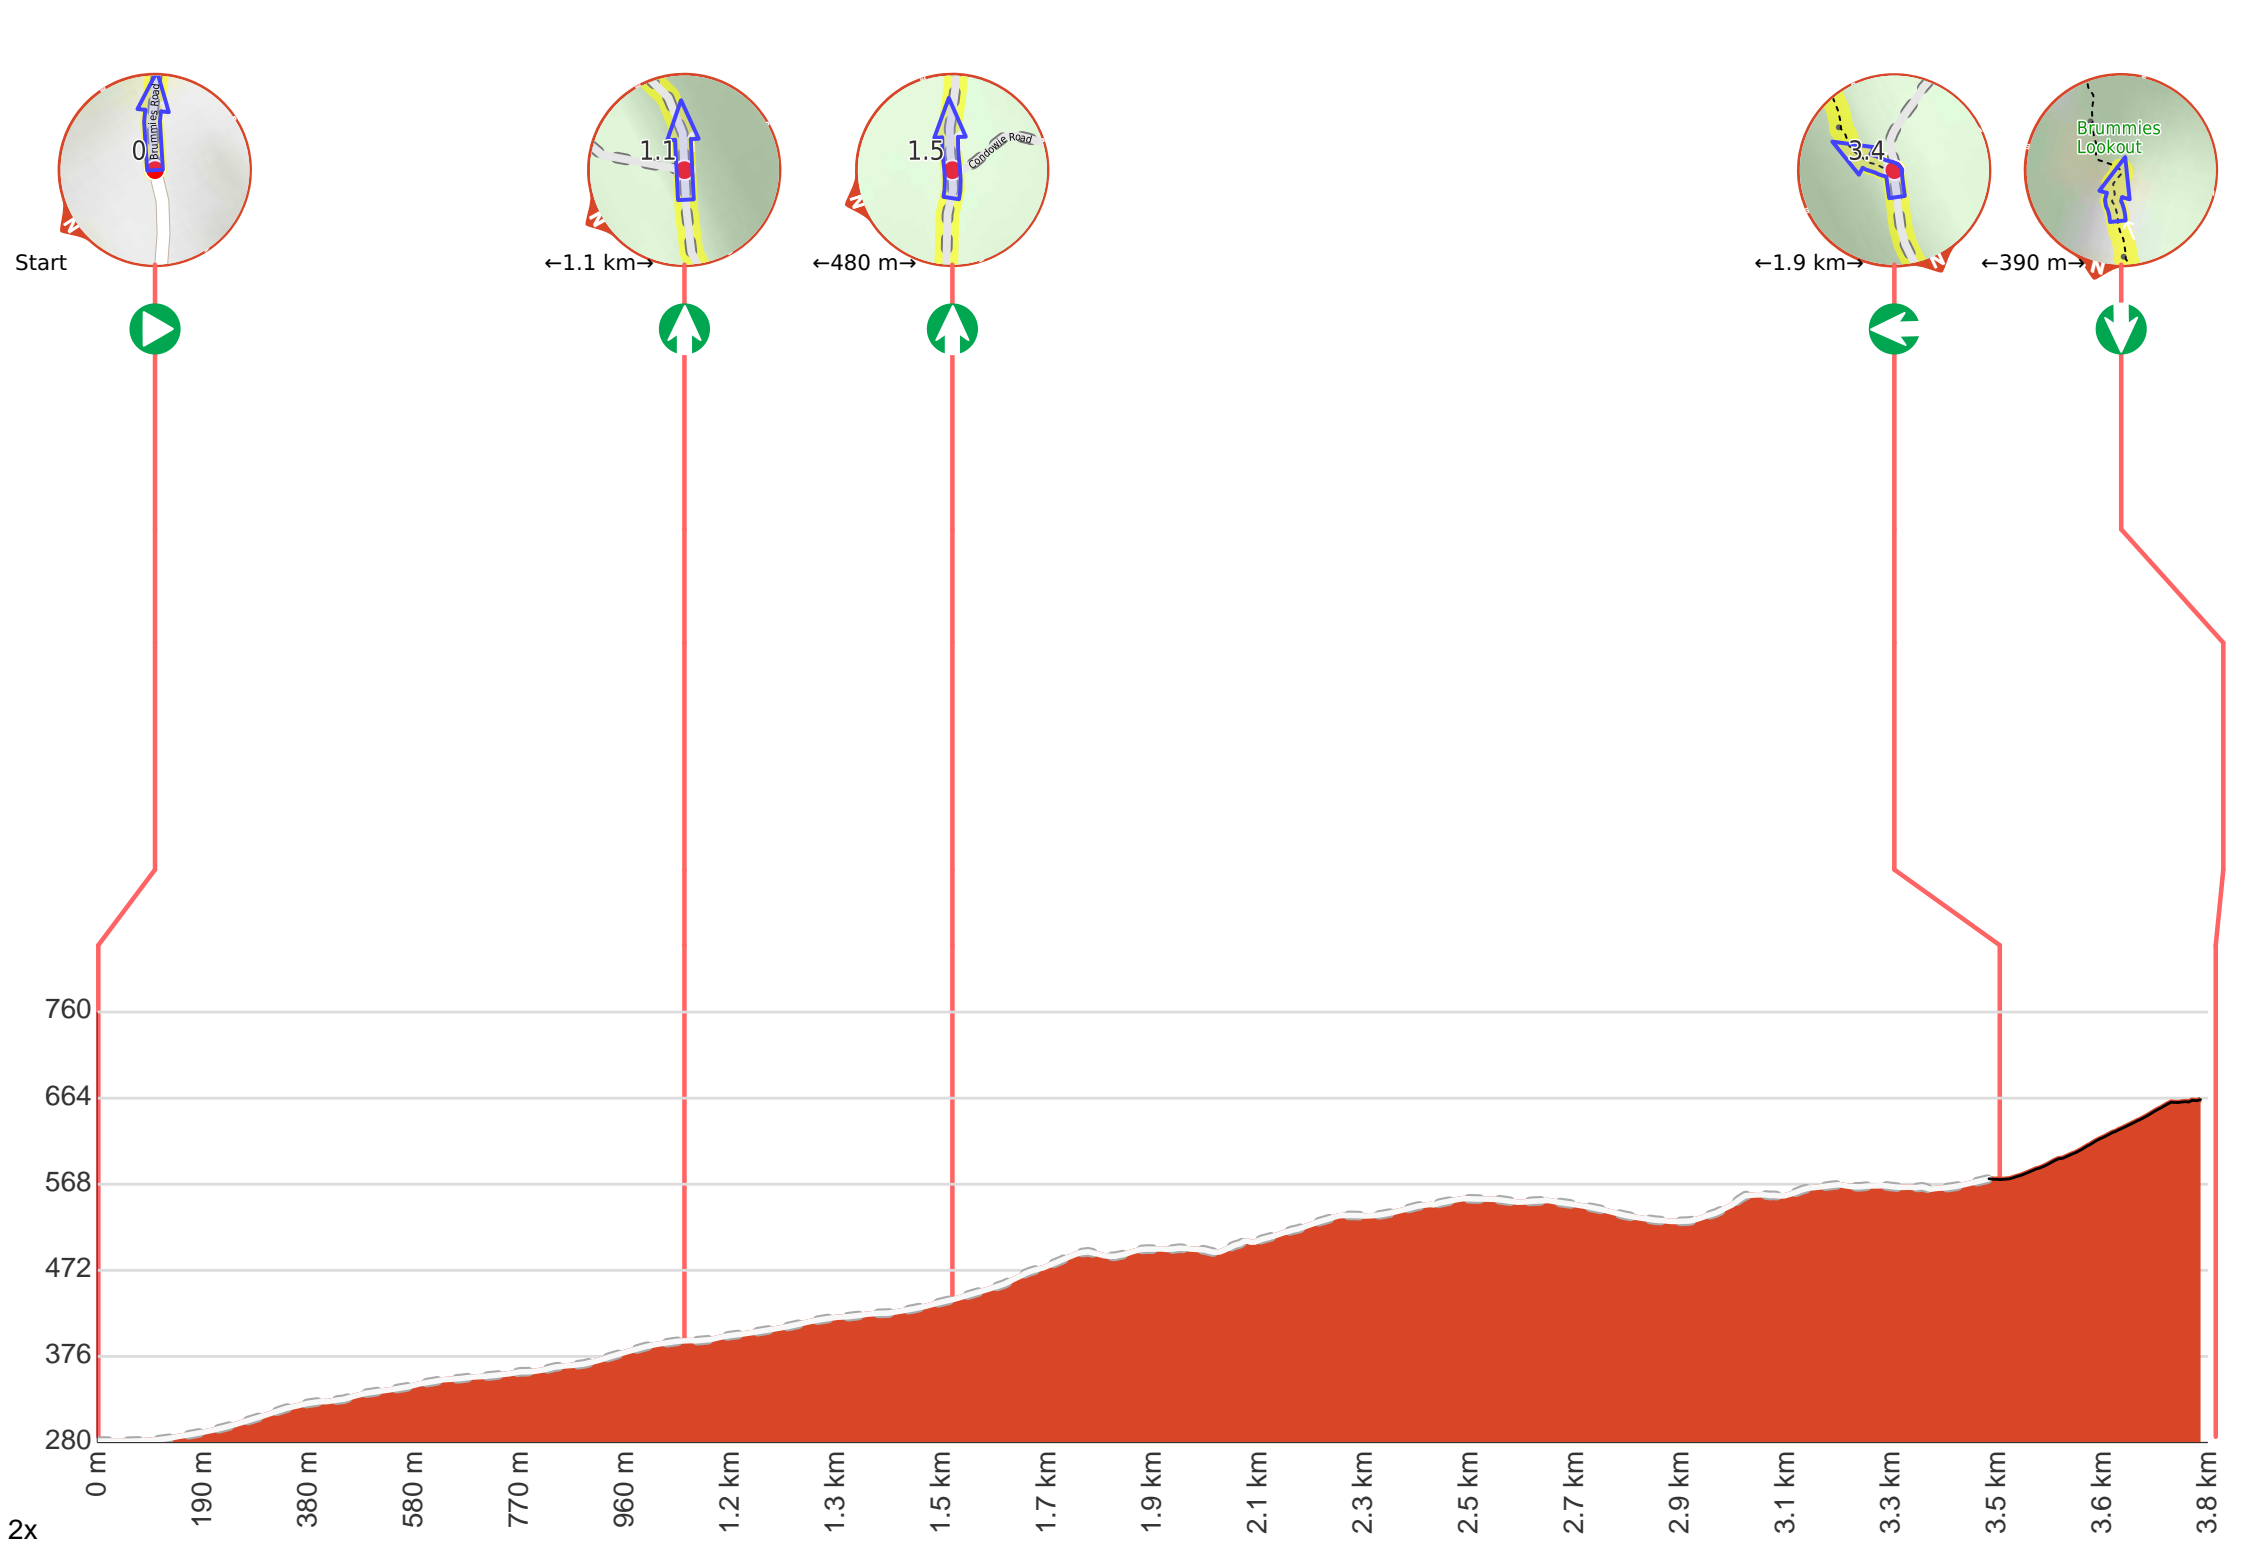 Brummies Road
0
1.1
1.5
Condowie Road
3.4
Brummies
Lookout
N
N
N
N
N
Start
←1.1 km→
←480 m→
←1.9 km→
←390 m→
760
664
568
472
376
280
0 m
190 m
380 m
580 m
770 m
960 m
1.2 km
1.3 km
1.5 km
1.7 km
1.9 km
2.1 km
2.3 km
2.5 km
2.7 km
2.9 km
3.1 km
3.3 km
3.5 km
3.6 km
3.8 km
2x